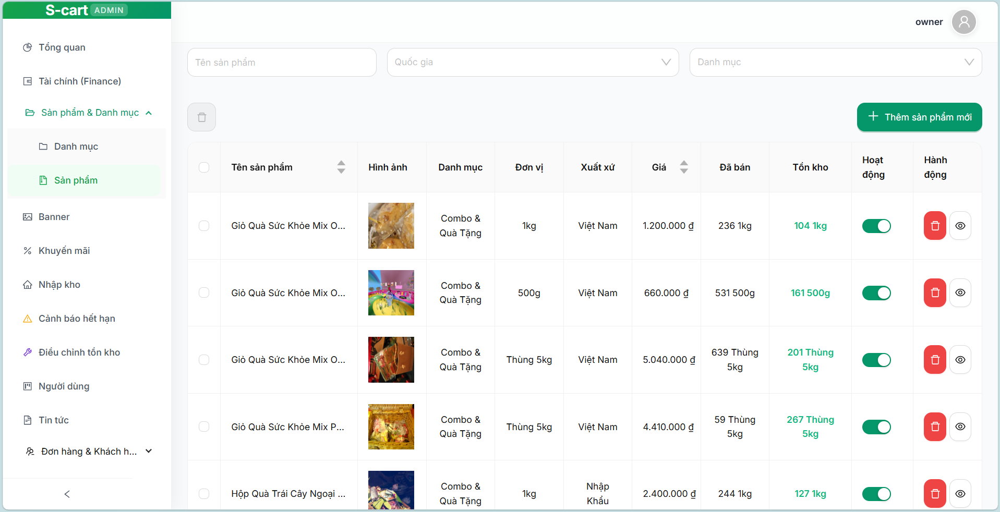 S-cart ADMIN
owner
Tổng quan
Tài chính (Finance)
Sản phẩm & Danh mục
Danh mục
Sản phẩm
Banner
Khuyến mãi
Nhập kho
Cảnh báo hết hạn
Điều chỉnh tồn kho
Người dùng
Tin tức
Đơn hàng & Khách h...
Tên sản phẩm
Quốc gia
Danh mục
Thêm sản phẩm mới
Tên sản phẩm
Hình ảnh
Danh mục
Đơn vị
Xuất xứ
Giá
Đã bán
Tồn kho
Hoạt
động
Hành
động
Giỏ Quà Sức Khỏe Mix O...
Combo &
Quà Tặng
1kg
Việt Nam
1.200.000 ₫
236 1kg
104 1kg
Giỏ Quà Sức Khỏe Mix O...
Combo &
Quà Tặng
500g
Việt Nam
660.000 ₫
531 500g
161 500g
Giỏ Quà Sức Khỏe Mix O...
Combo &
Quà Tặng
Thùng 5kg
Việt Nam
5.040.000 ₫
639 Thùng
5kg
201 Thùng
5kg
Giỏ Quà Sức Khỏe Mix P...
Combo &
Quà Tặng
Thùng 5kg
Việt Nam
4.410.000 ₫
59 Thùng
5kg
267 Thùng
5kg
Hộp Quà Trái Cây Ngoại ...
Combo &
Quà Tặng
1kg
Nhập
Khẩu
2.400.000 ₫
244 1kg
127 1kg